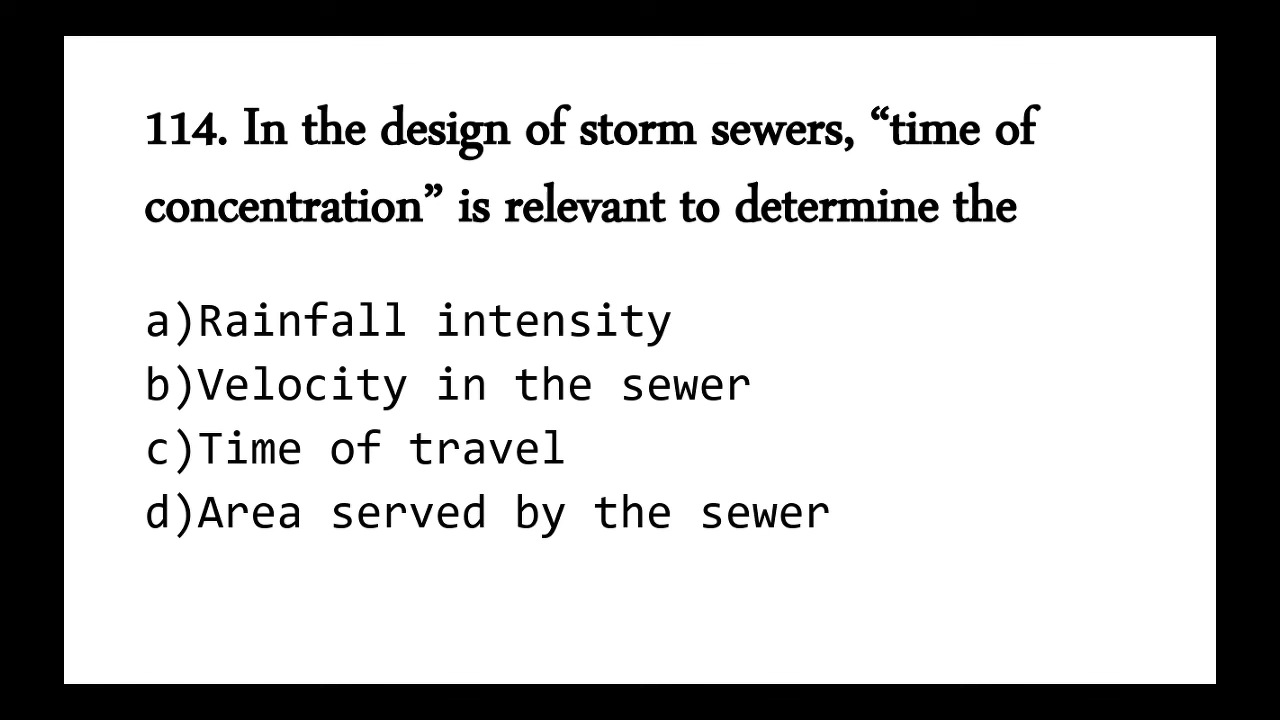 114. In the design of storm sewers, “time of
concentration” is relevant to determine the
a)Rainfall intensity
b)Velocity in the sewer
c)Time of travel
d)Area served by the sewer